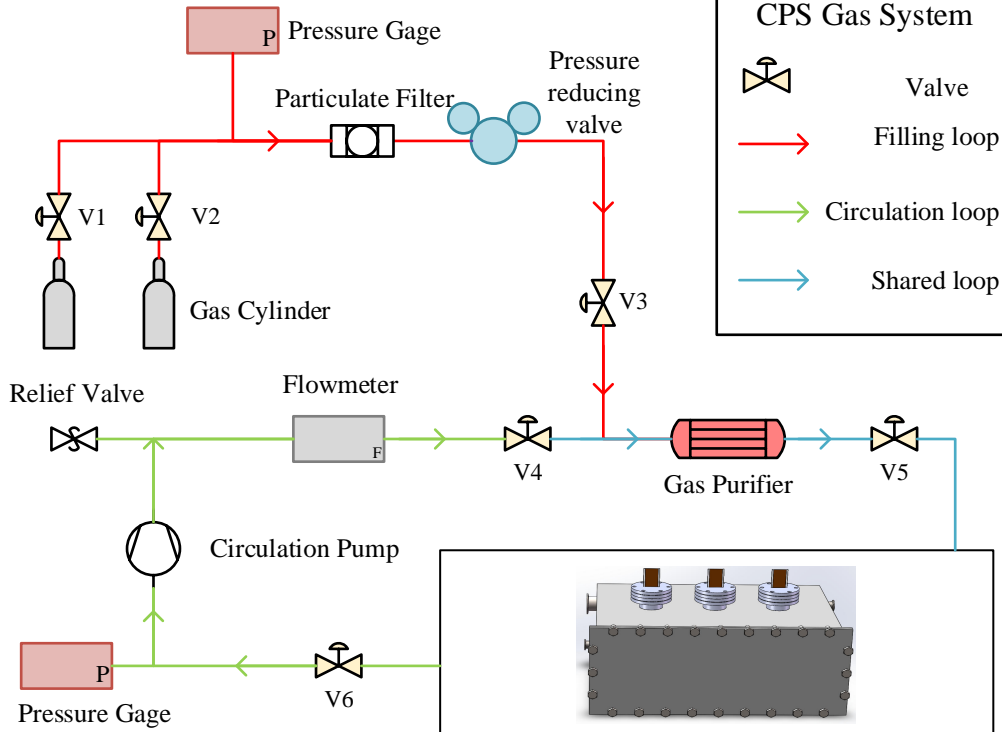 CPS Gas System
Valve
Filling loop
Circulation loop
Shared loop
P
Pressure Gage
Particulate Filter
Pressure
reducing
valve
V1
V2
Gas Cylinder
V3
Relief Valve
Flowmeter
F
V4
Gas Purifier
V5
Circulation Pump
P
Pressure Gage
V6